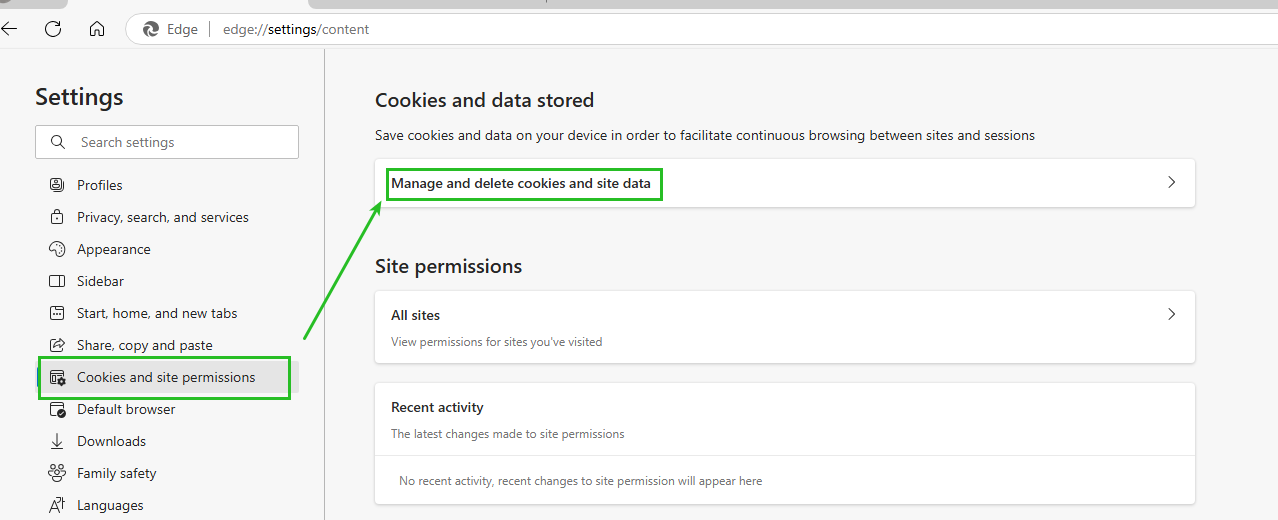 Edge
edge://settings/content
Settings
Search settings
Profiles
Privacy, search, and services
Appearance
Sidebar
Start, home, and new tabs
Share, copy and paste
Cookies and site permissions
Default browser
Downloads
Family safety
Languages
Cookies and data stored
Save cookies and data on your device in order to facilitate continuous browsing between sites and sessions
Manage and delete cookies and site data
Site permissions
All sites
View permissions for sites you've visited
Recent activity
The latest changes made to site permissions
No recent activity, recent changes to site permission will appear here